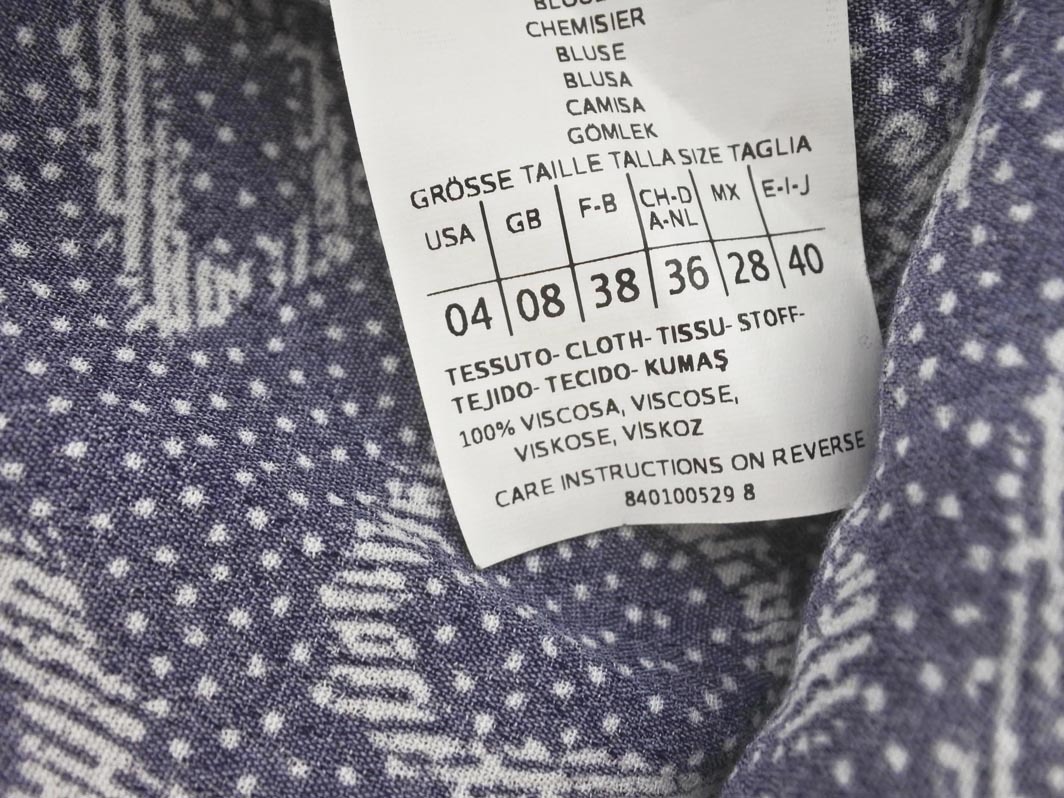 CHEMISIER
BLUSE
BLUSA
CAMISA
GÖMLEK
GRÖSSE TAILLE TALLA SIZE TAGLIA
USA GB F-B CH-D A-NL MX E-I-J
04 08 38 36 28 40
TESSUTO- CLOTH- TISSU- STOFF-
TEJIDO- TECIDO- KUMAŞ
100% VISCOSA, VISCOSE,
VISKOSE, VISKOZ
CARE INSTRUCTIONS ON REVERSE
840100529 8